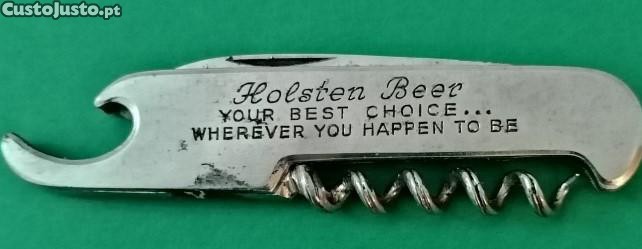 CustoJusto.pt
Holsten Beer
YOUR BEST CHOICE...
WHEREVER YOU HAPPEN TO BE